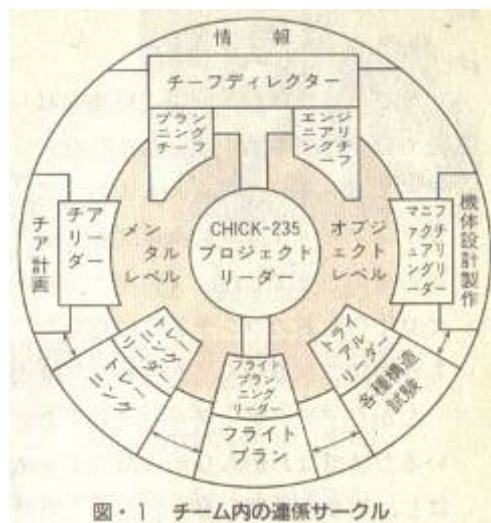 情報
チーフディレクター
プラン
ニング
チーフ
エンジ
ニアリ
ングチ
ーフ
チア計画
アー
チリーダー
メン
タル
レベル
CHICK-235
プロジェクト
リーダー
オブジ
ェクト
レベル
マニフ
ァクチ
ュアリ
ングリ
ーダー
機体設計製作
トレー
ニング
リーダー
トレー
ニング
フライト
プラン
ニング
リーダー
フライト
プラン
トライ
アル
リーダー
各種構造
試験
図・1 チーム内の連係サークル